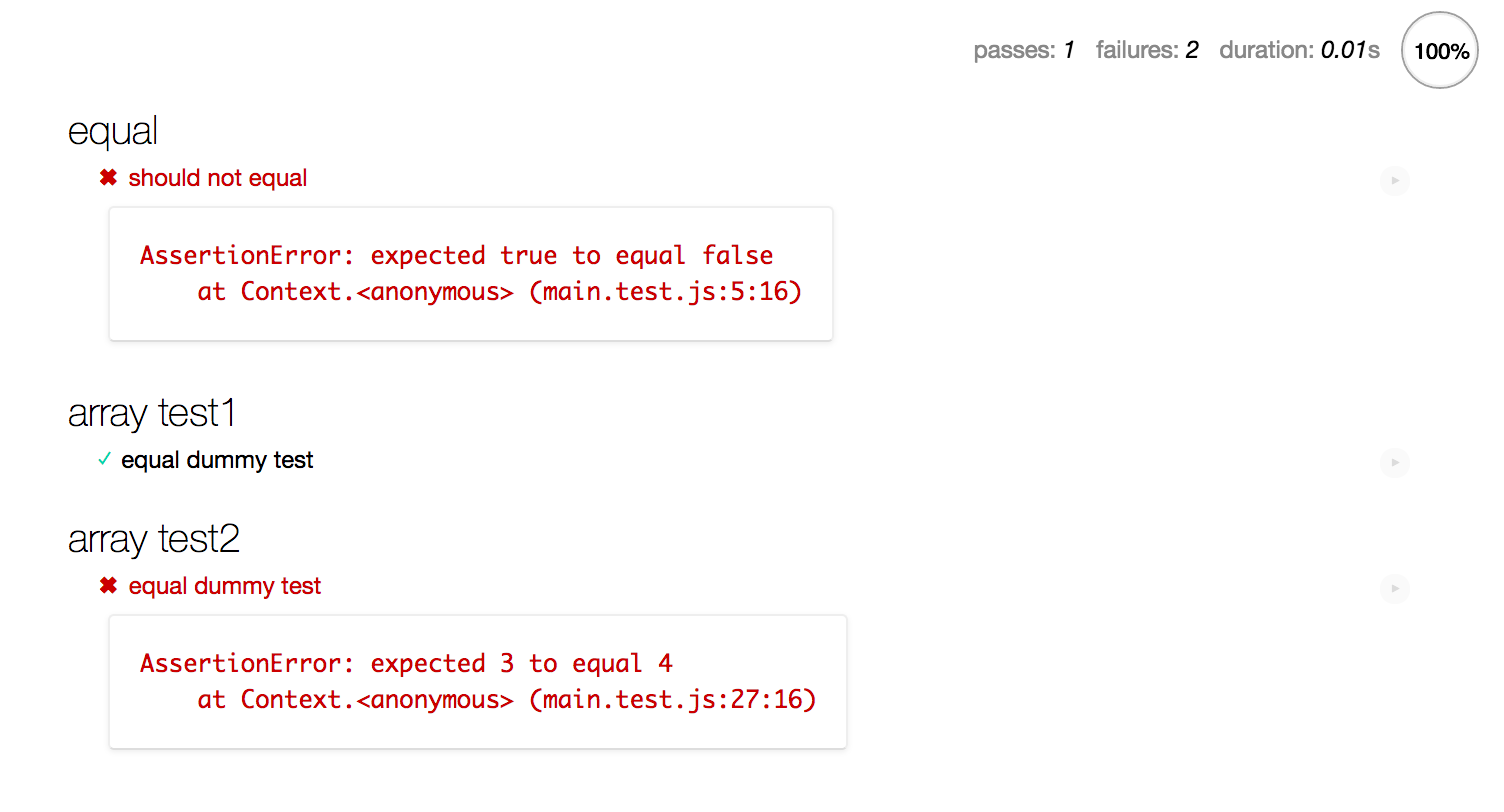 passes: 1 failures: 2 duration: 0.01s 100%
equal
✖ should not equal
AssertionError: expected true to equal false
at Context.<anonymous> (main.test.js:5:16)
array test1
✓ equal dummy test
array test2
✖ equal dummy test
AssertionError: expected 3 to equal 4
at Context.<anonymous> (main.test.js:27:16)